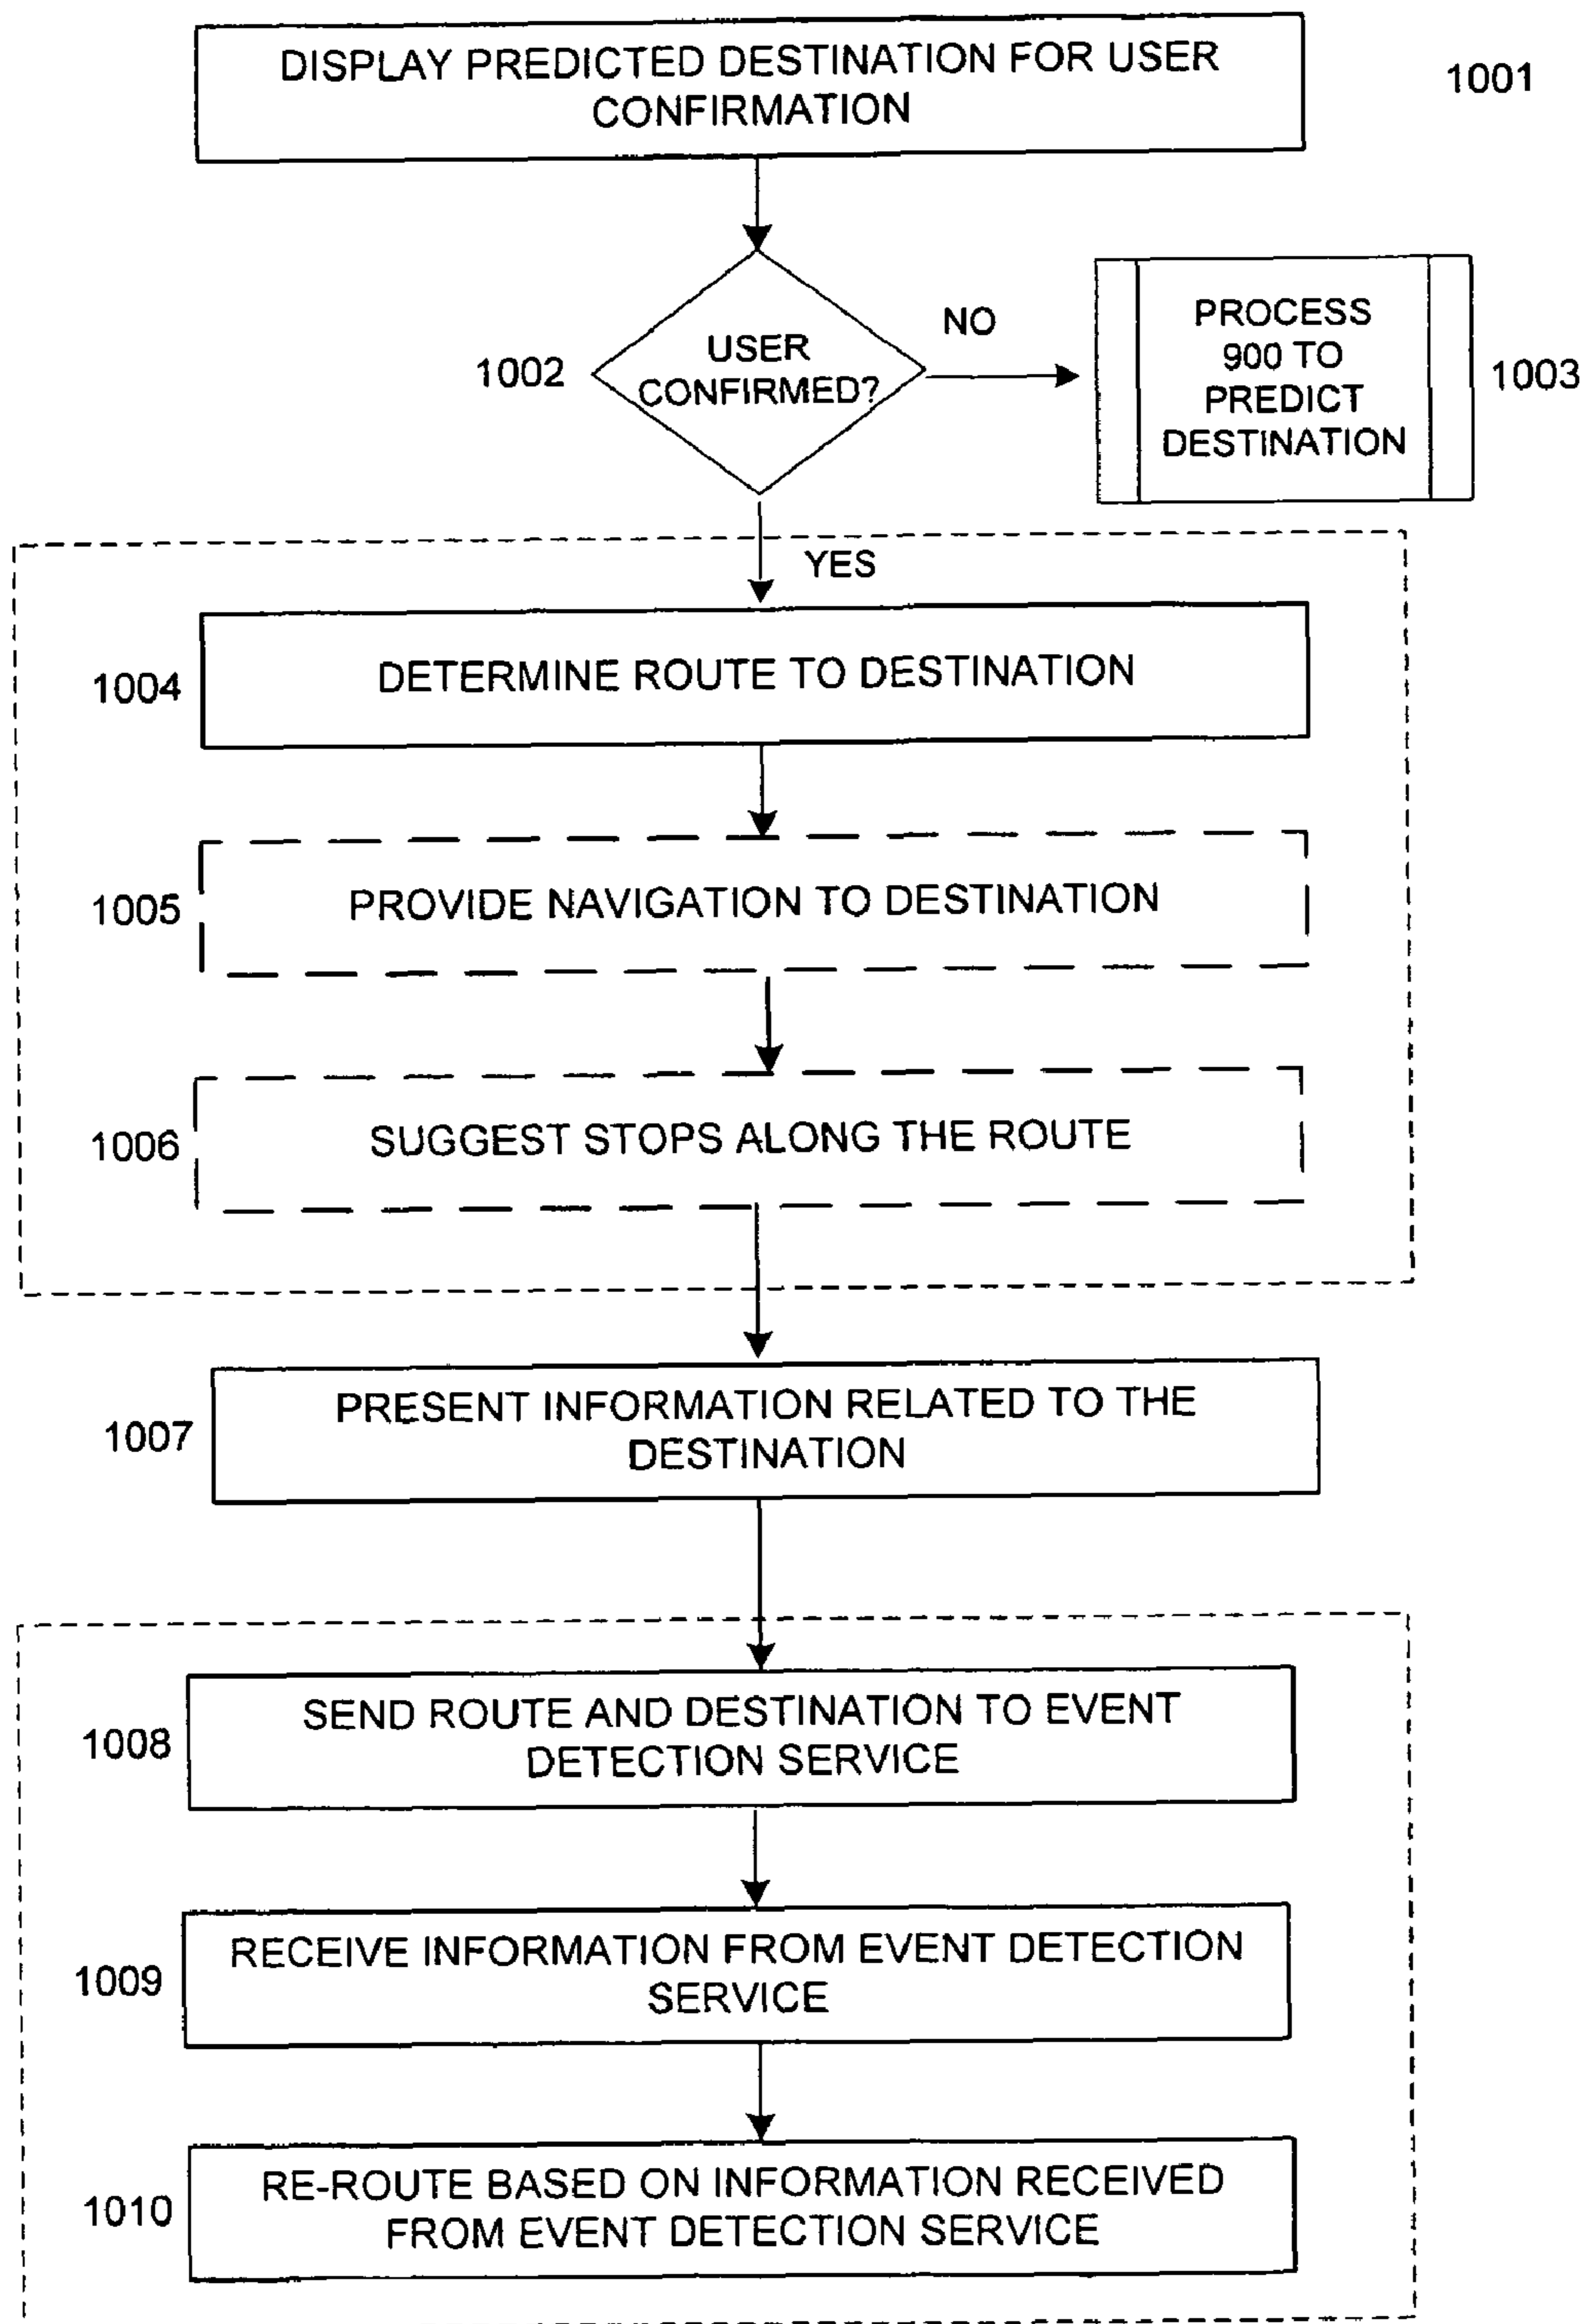 DISPLAY PREDICTED DESTINATION FOR USER
CONFIRMATION
1001
USER
CONFIRMED?
1002
NO
PROCESS
900 TO
PREDICT
DESTINATION
1003
YES
DETERMINE ROUTE TO DESTINATION
1004
PROVIDE NAVIGATION TO DESTINATION
1005
SUGGEST STOPS ALONG THE ROUTE
1006
PRESENT INFORMATION RELATED TO THE
DESTINATION
1007
SEND ROUTE AND DESTINATION TO EVENT
DETECTION SERVICE
1008
RECEIVE INFORMATION FROM EVENT DETECTION
SERVICE
1009
RE-ROUTE BASED ON INFORMATION RECEIVED
FROM EVENT DETECTION SERVICE
1010